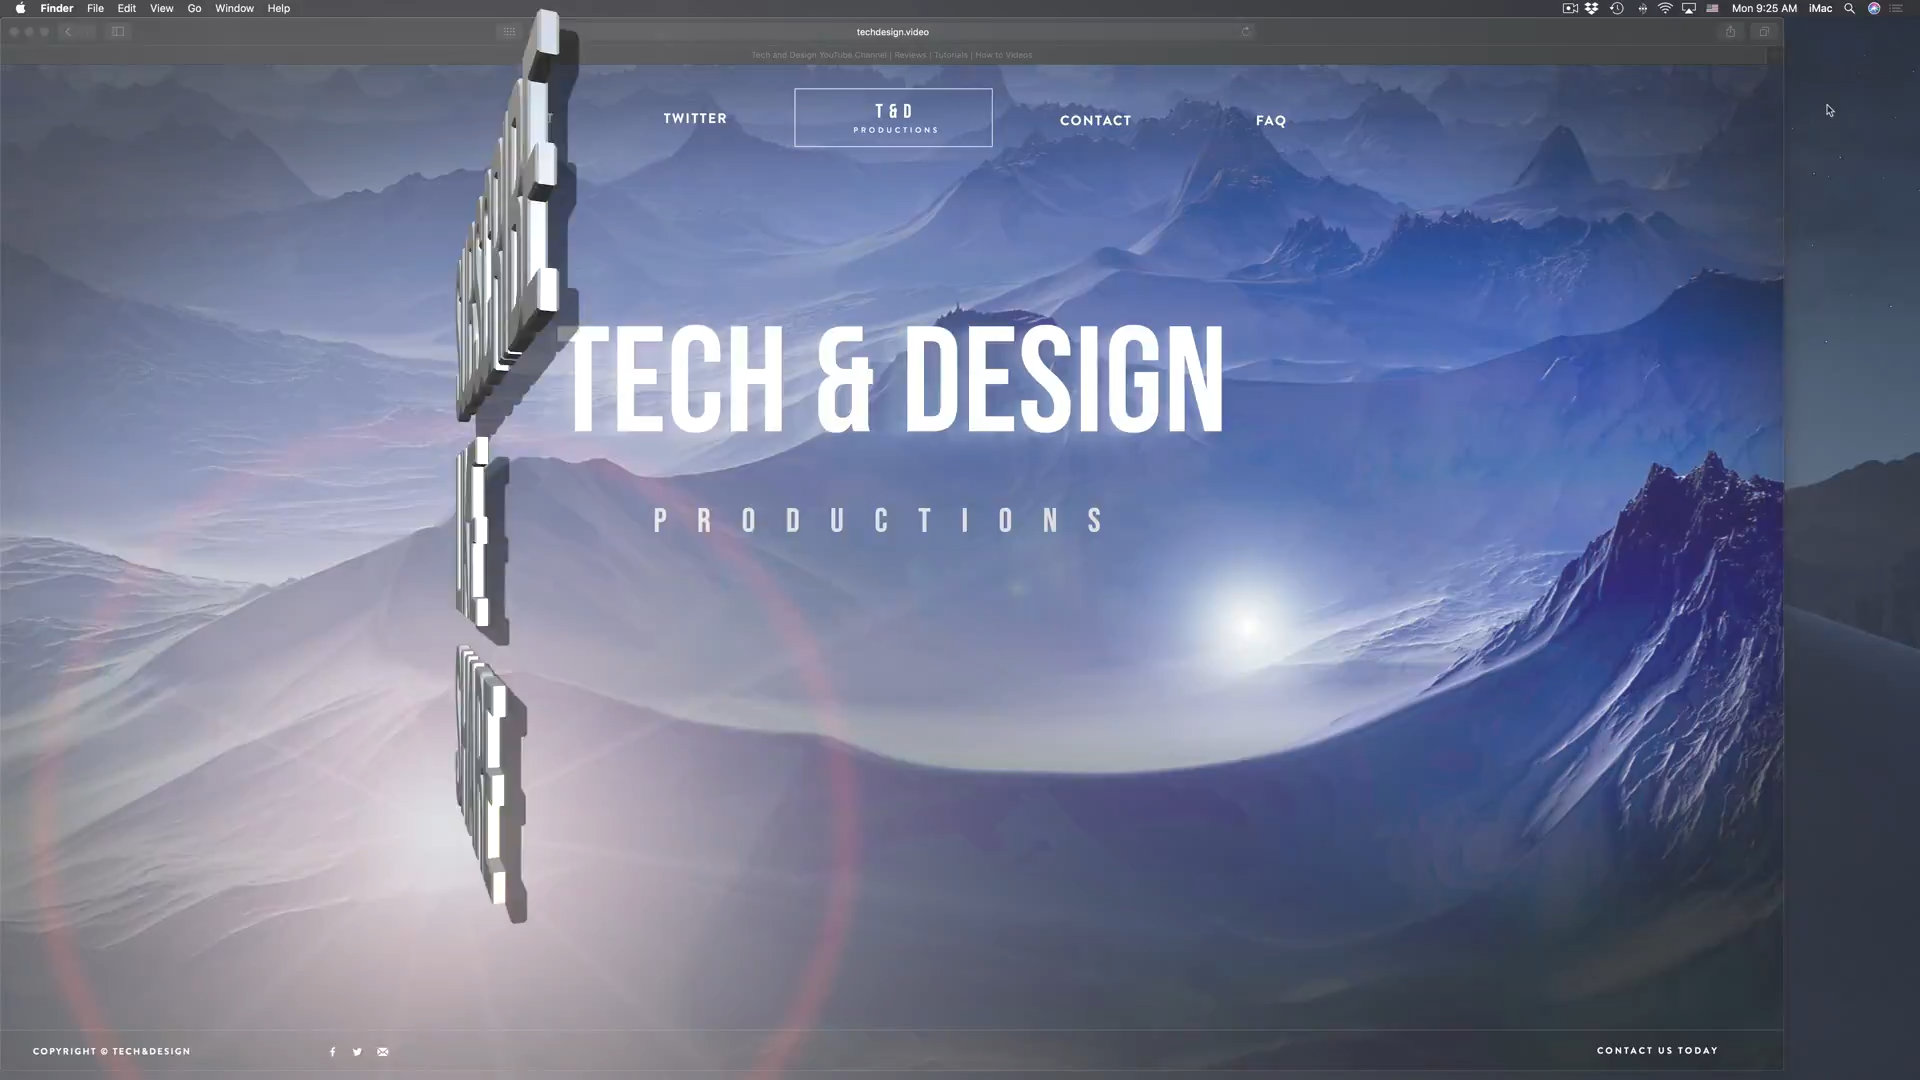 Finder File Edit View Go Window Help
Mon 9:25 AM iMac
techdesign.video
Tech and Design YouTube Channel | Reviews | Tutorials | How to Videos
TWITTER
T & D
PRODUCTIONS
CONTACT
FAQ
TECH & DESIGN
PRODUCTIONS
COPYRIGHT © TECH&DESIGN
CONTACT US TODAY